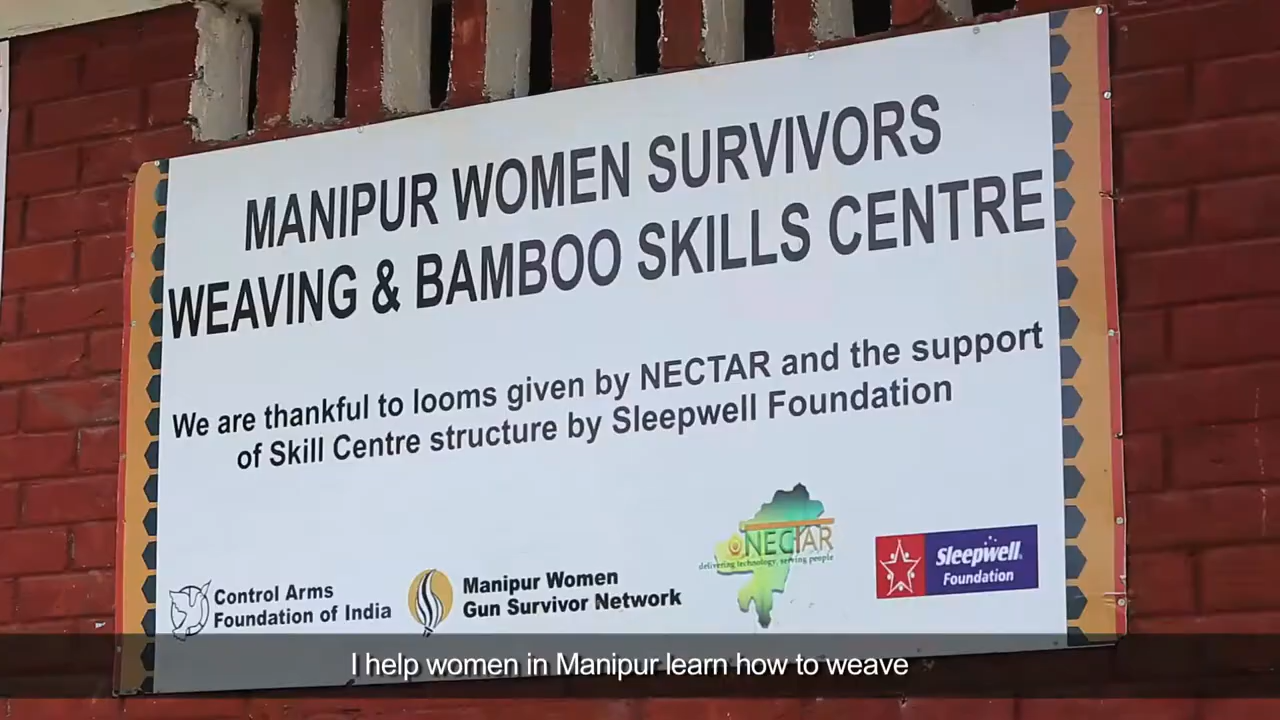 MANIPUR WOMEN SURVIVORS
WEAVING & BAMBOO SKILLS CENTRE
We are thankful to looms given by NECTAR and the support
of Skill Centre structure by Sleepwell Foundation
Control Arms
Foundation of India
Manipur Women
Gun Survivor Network
NECTAR
delivering technology, serving people
Sleepwell
Foundation
I help women in Manipur learn how to weave